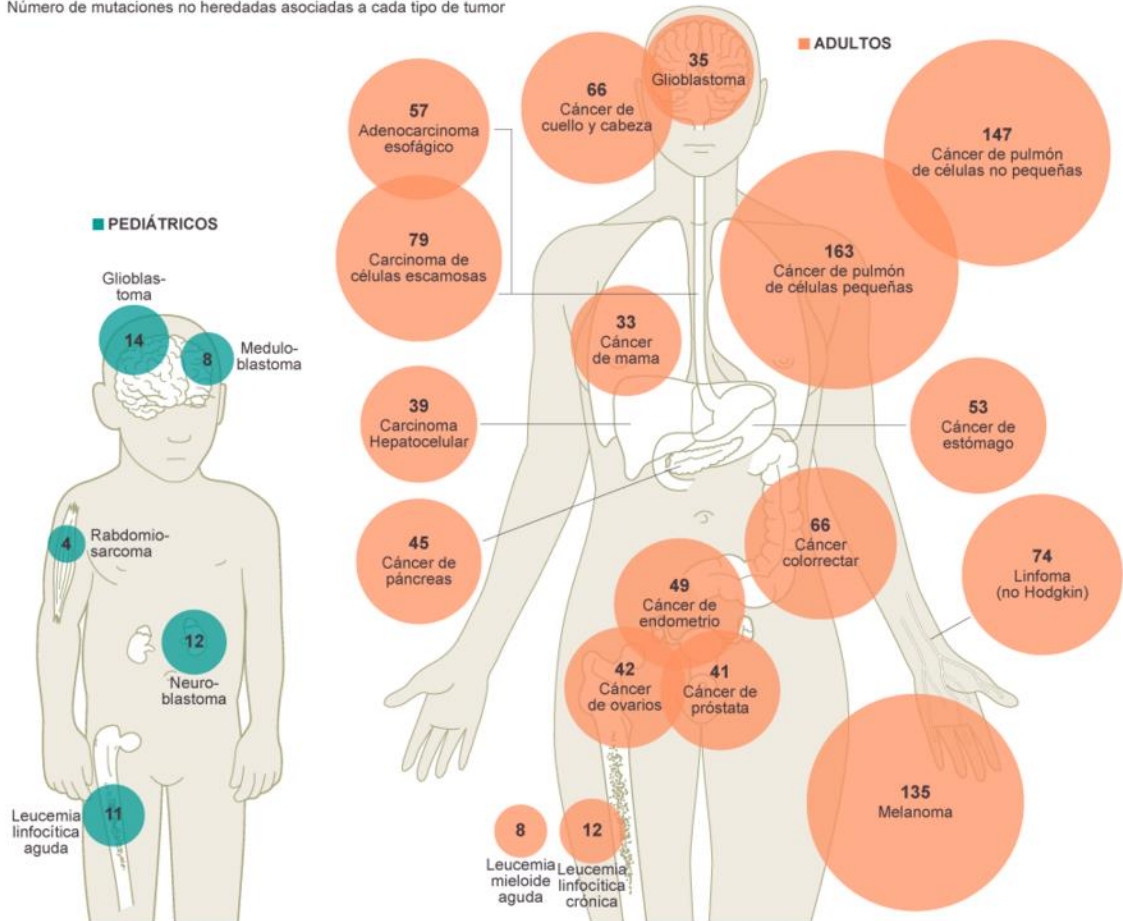 Número de mutaciones no heredadas asociadas a cada tipo de tumor
ADULTOS
35
Glioblastoma
66
Cáncer de
cuello y cabeza
57
Adenocarcinoma
esofágico
147
Cáncer de pulmón
de células no pequeñas
79
Carcinoma de
células escamosas
163
Cáncer de pulmón
de células pequeñas
33
Cáncer
de mama
39
Carcinoma
Hepatocelular
53
Cáncer de
estómago
45
Cáncer de
páncreas
66
Cáncer
colorrectar
74
Linfoma
(no Hodgkin)
49
Cáncer de
endometrio
42
Cáncer
de ovarios
41
Cáncer de
próstata
135
Melanoma
8
Leucemia
mieloide
aguda
12
Leucemia
linfocítica
crónica
PEDIÁTRICOS
Glioblas-
toma
14
8
Medulo-
blastoma
4
Rabdomio-
sarcoma
12
Neuro-
blastoma
Leucemia
linfocítica
aguda
11